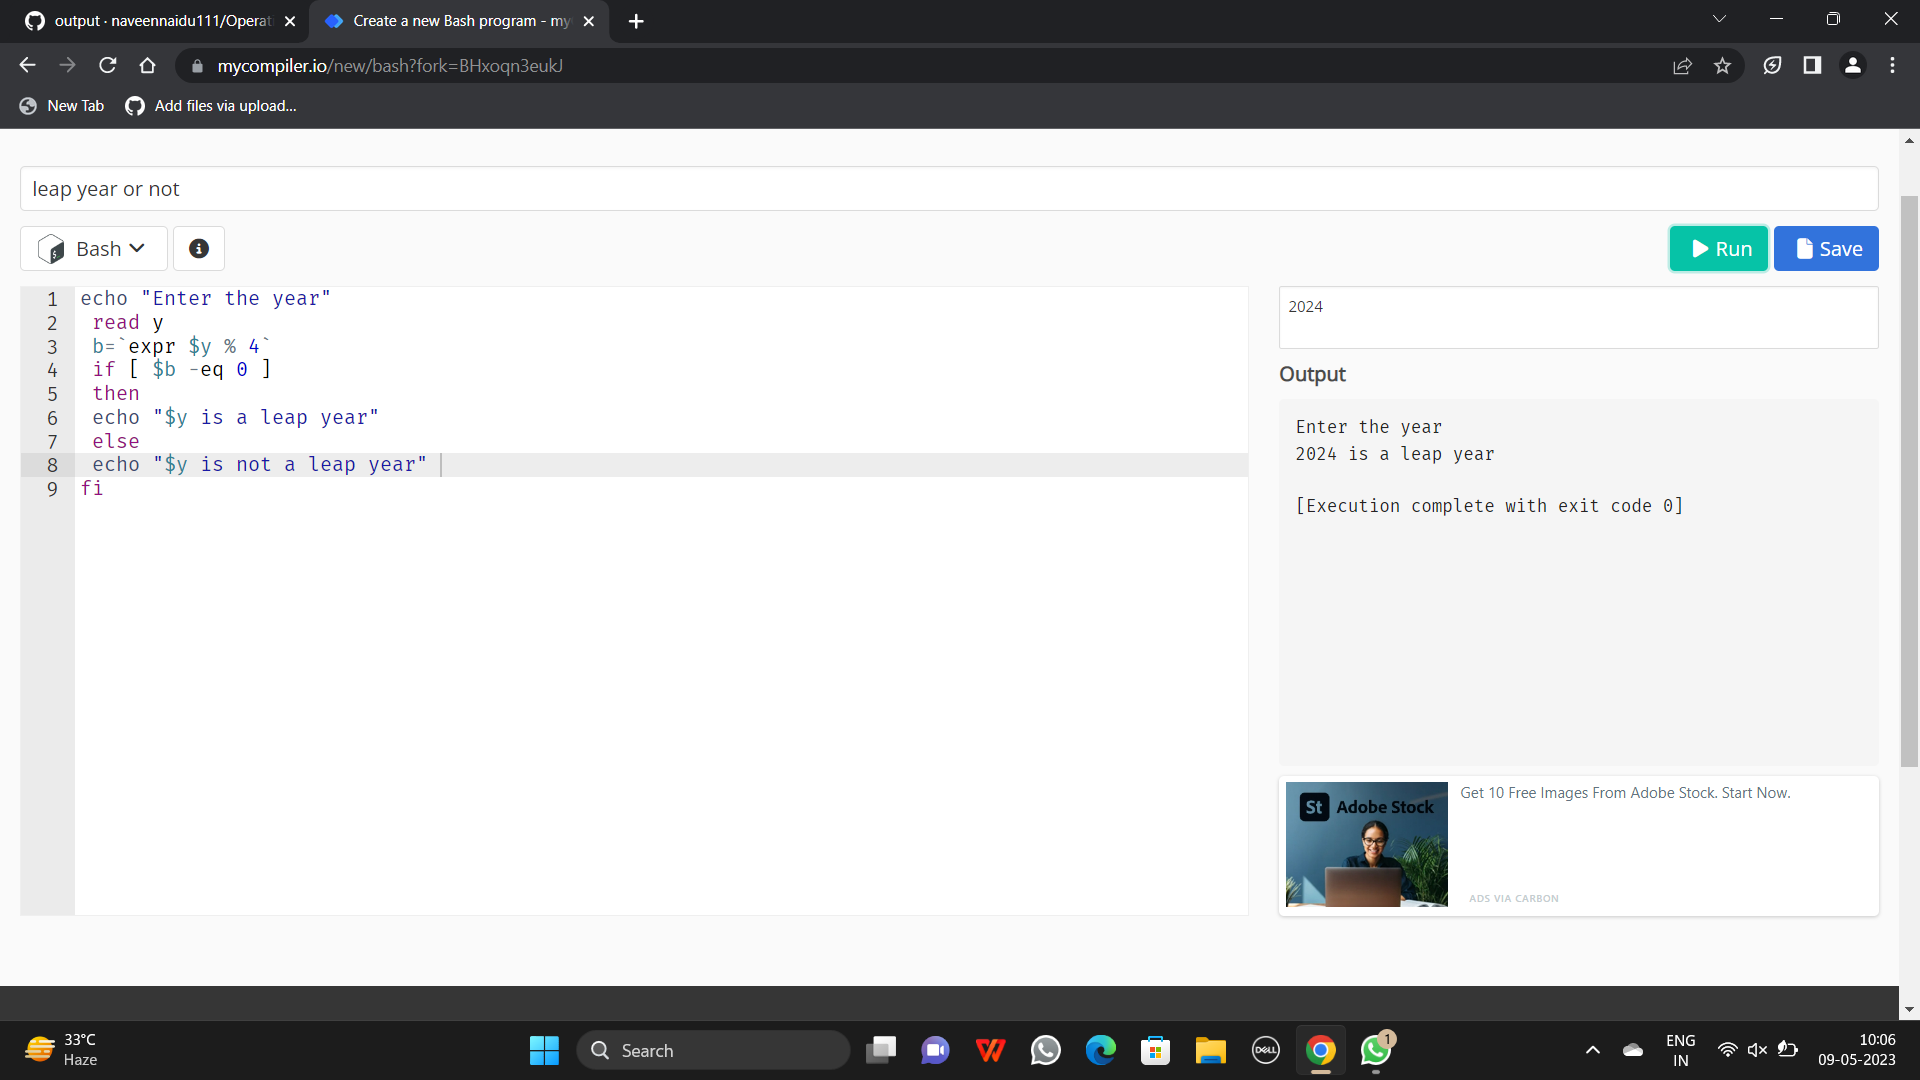 output · naveennaidu111/Operati
Create a new Bash program - my
mycompiler.io/new/bash?fork=BHxoqn3eukJ
New Tab
Add files via upload...
leap year or not
Bash
Run
Save
1 echo "Enter the year"
2 read y
3 b=`expr $y % 4`
4 if [ $b -eq 0 ]
5 then
6 echo "$y is a leap year"
7 else
8 echo "$y is not a leap year"
9 fi
2024
Output
Enter the year
2024 is a leap year
[Execution complete with exit code 0]
St Adobe Stock
Get 10 Free Images From Adobe Stock. Start Now.
ADS VIA CARBON
33°C
Haze
Search
DELL
1
ENG
IN
10:06
09-05-2023